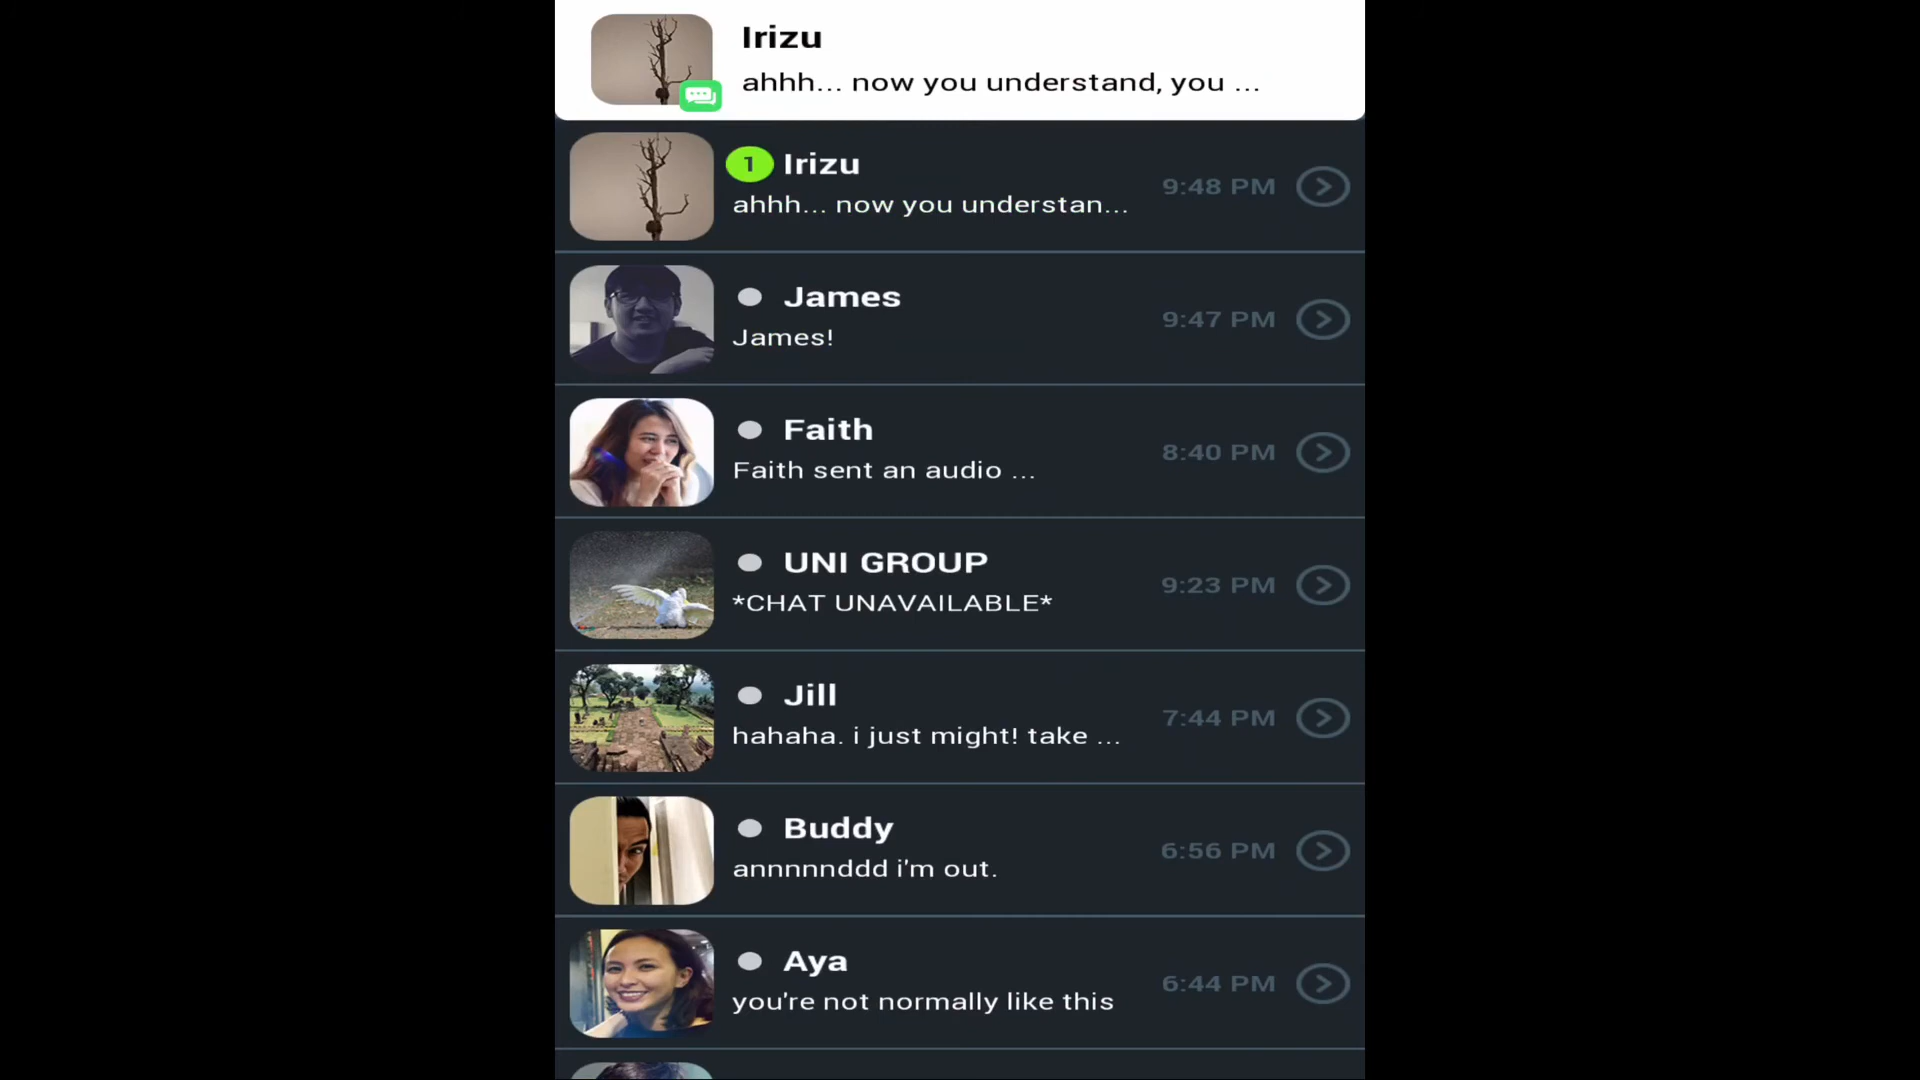 Irizu
ahhh... now you understand, you ...
1 Irizu
ahhh... now you understan...
9:48 PM
James
James!
9:47 PM
Faith
Faith sent an audio ...
8:40 PM
UNI GROUP
*CHAT UNAVAILABLE*
9:23 PM
Jill
hahaha. i just might! take ...
7:44 PM
Buddy
annnnnddd i'm out.
6:56 PM
Aya
you're not normally like this
6:44 PM